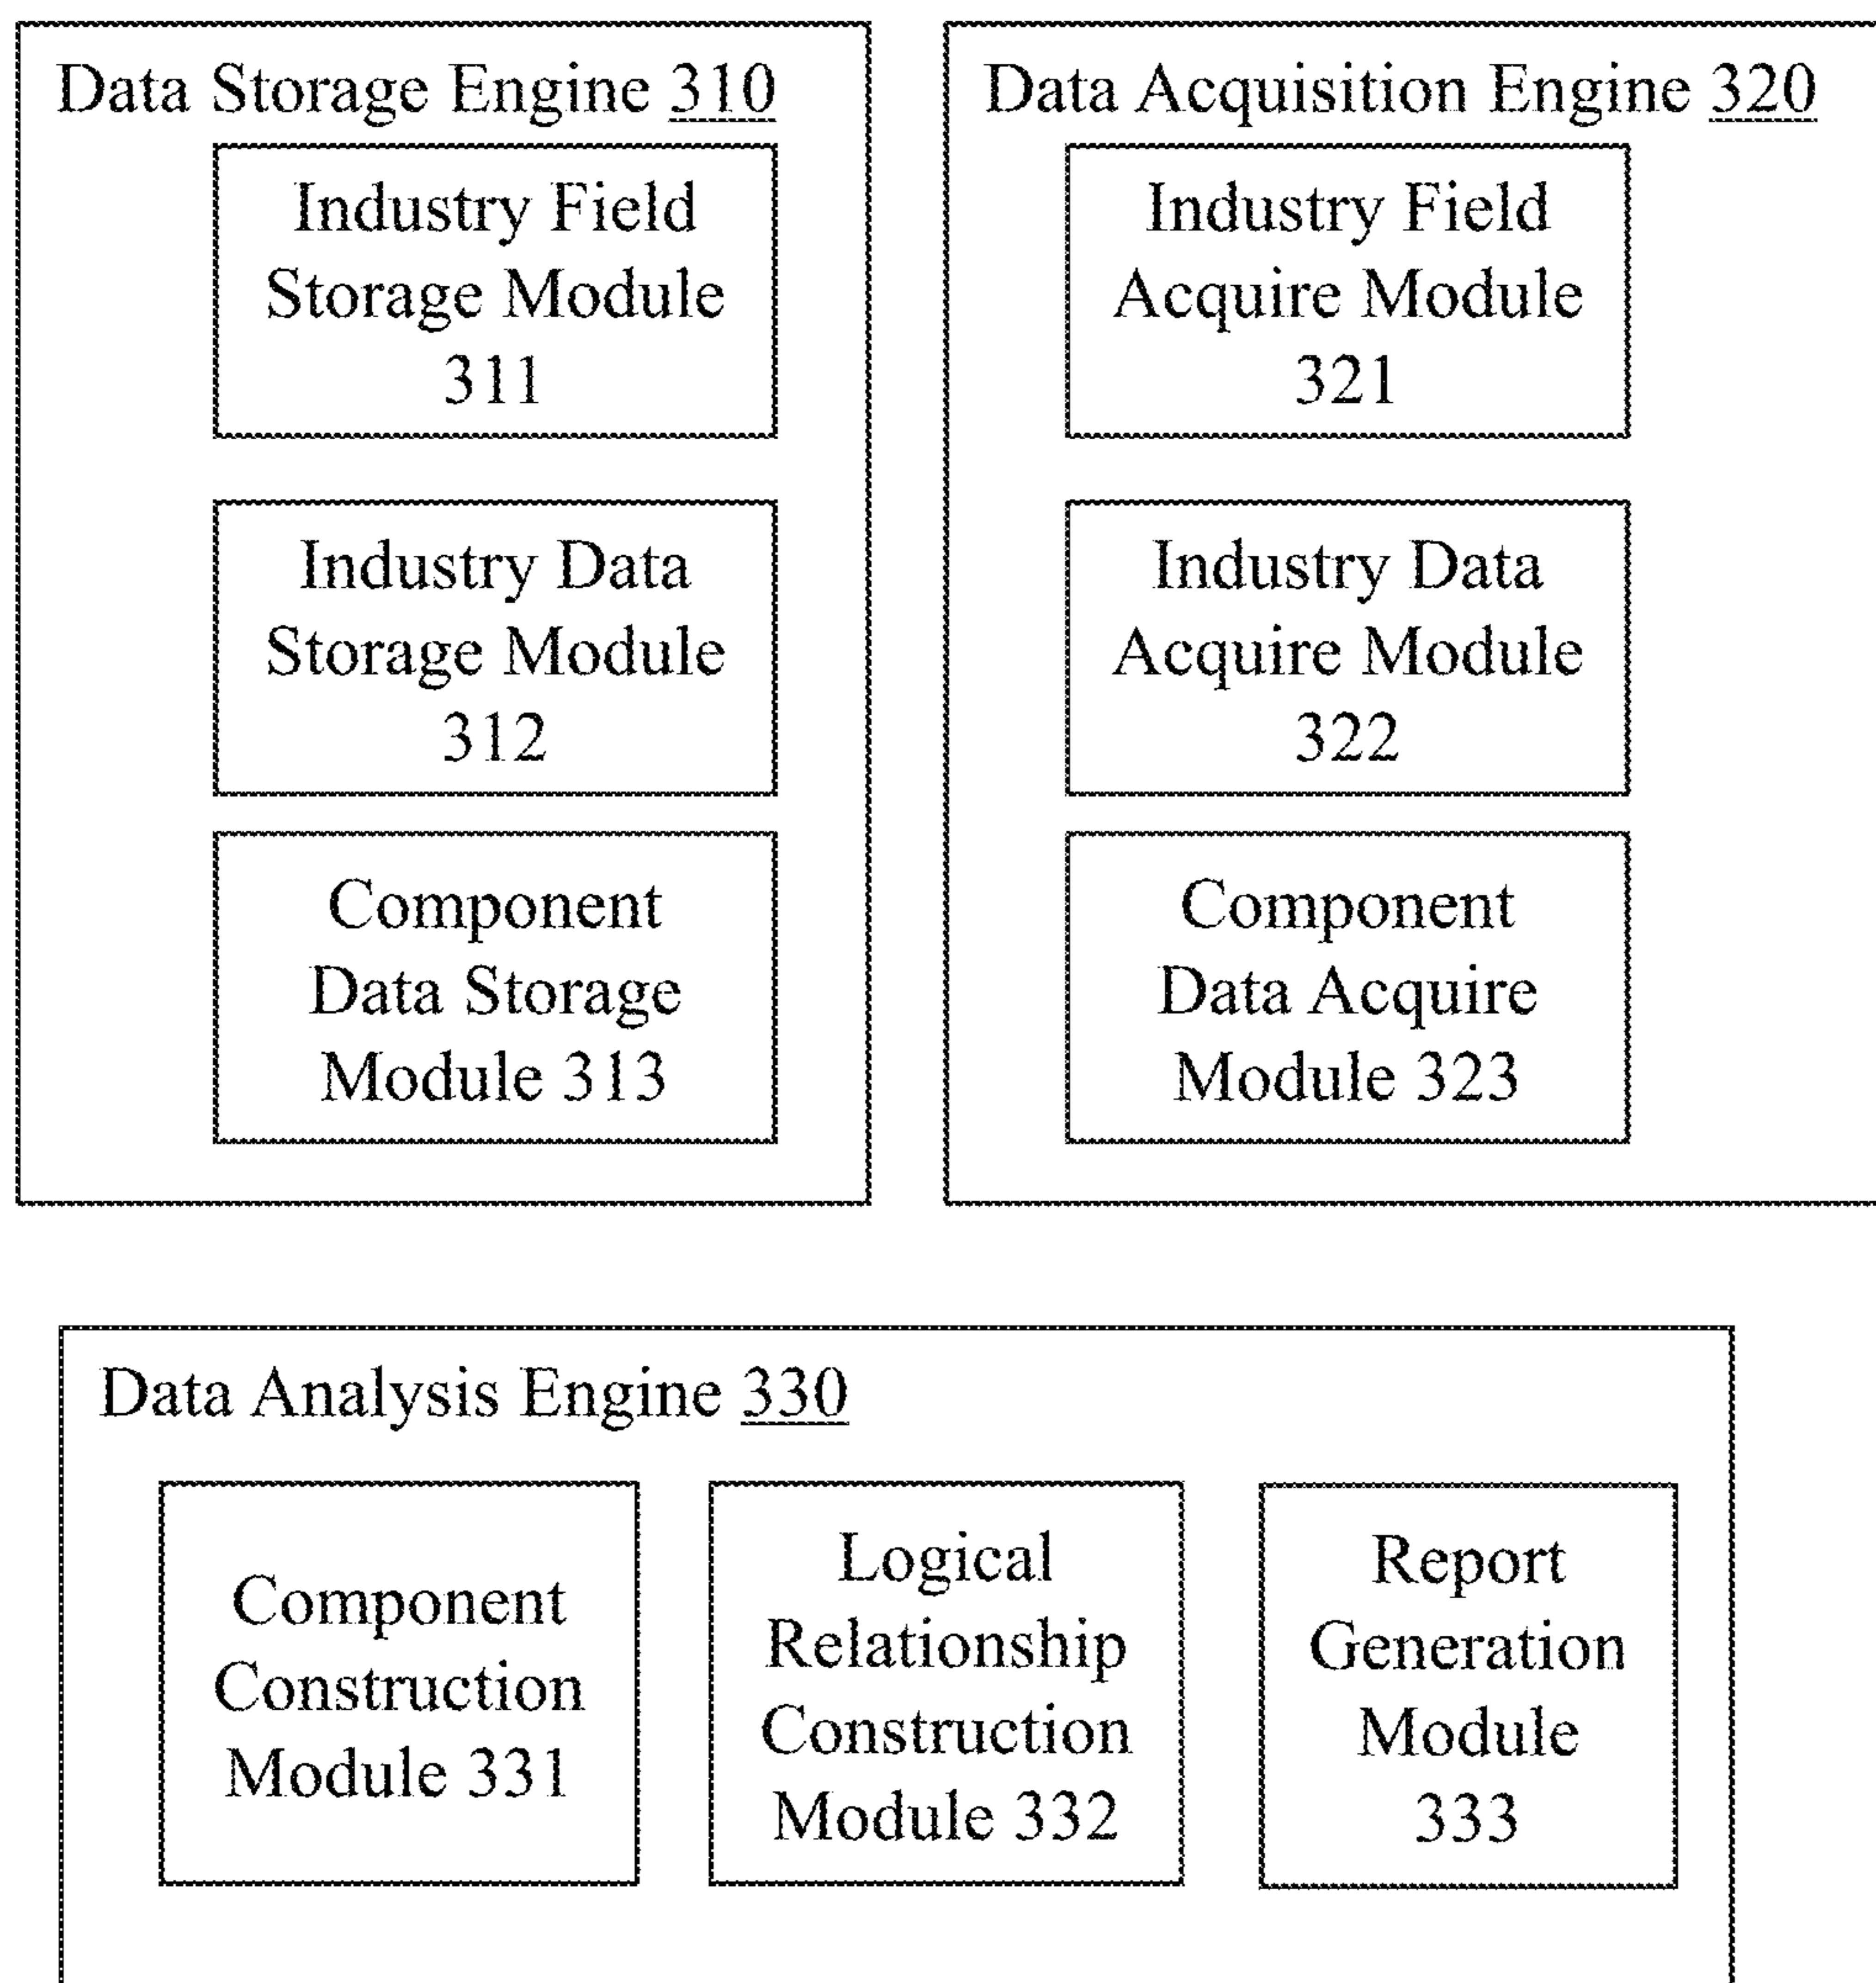 Data Storage Engine 310
Industry Field
Storage Module
311
Industry Data
Storage Module
312
Component
Data Storage
Module 313
Data Acquisition Engine 320
Industry Field
Acquire Module
321
Industry Data
Acquire Module
322
Component
Data Acquire
Module 323
Data Analysis Engine 330
Component
Construction
Module 331
Logical
Relationship
Construction
Module 332
Report
Generation
Module
333